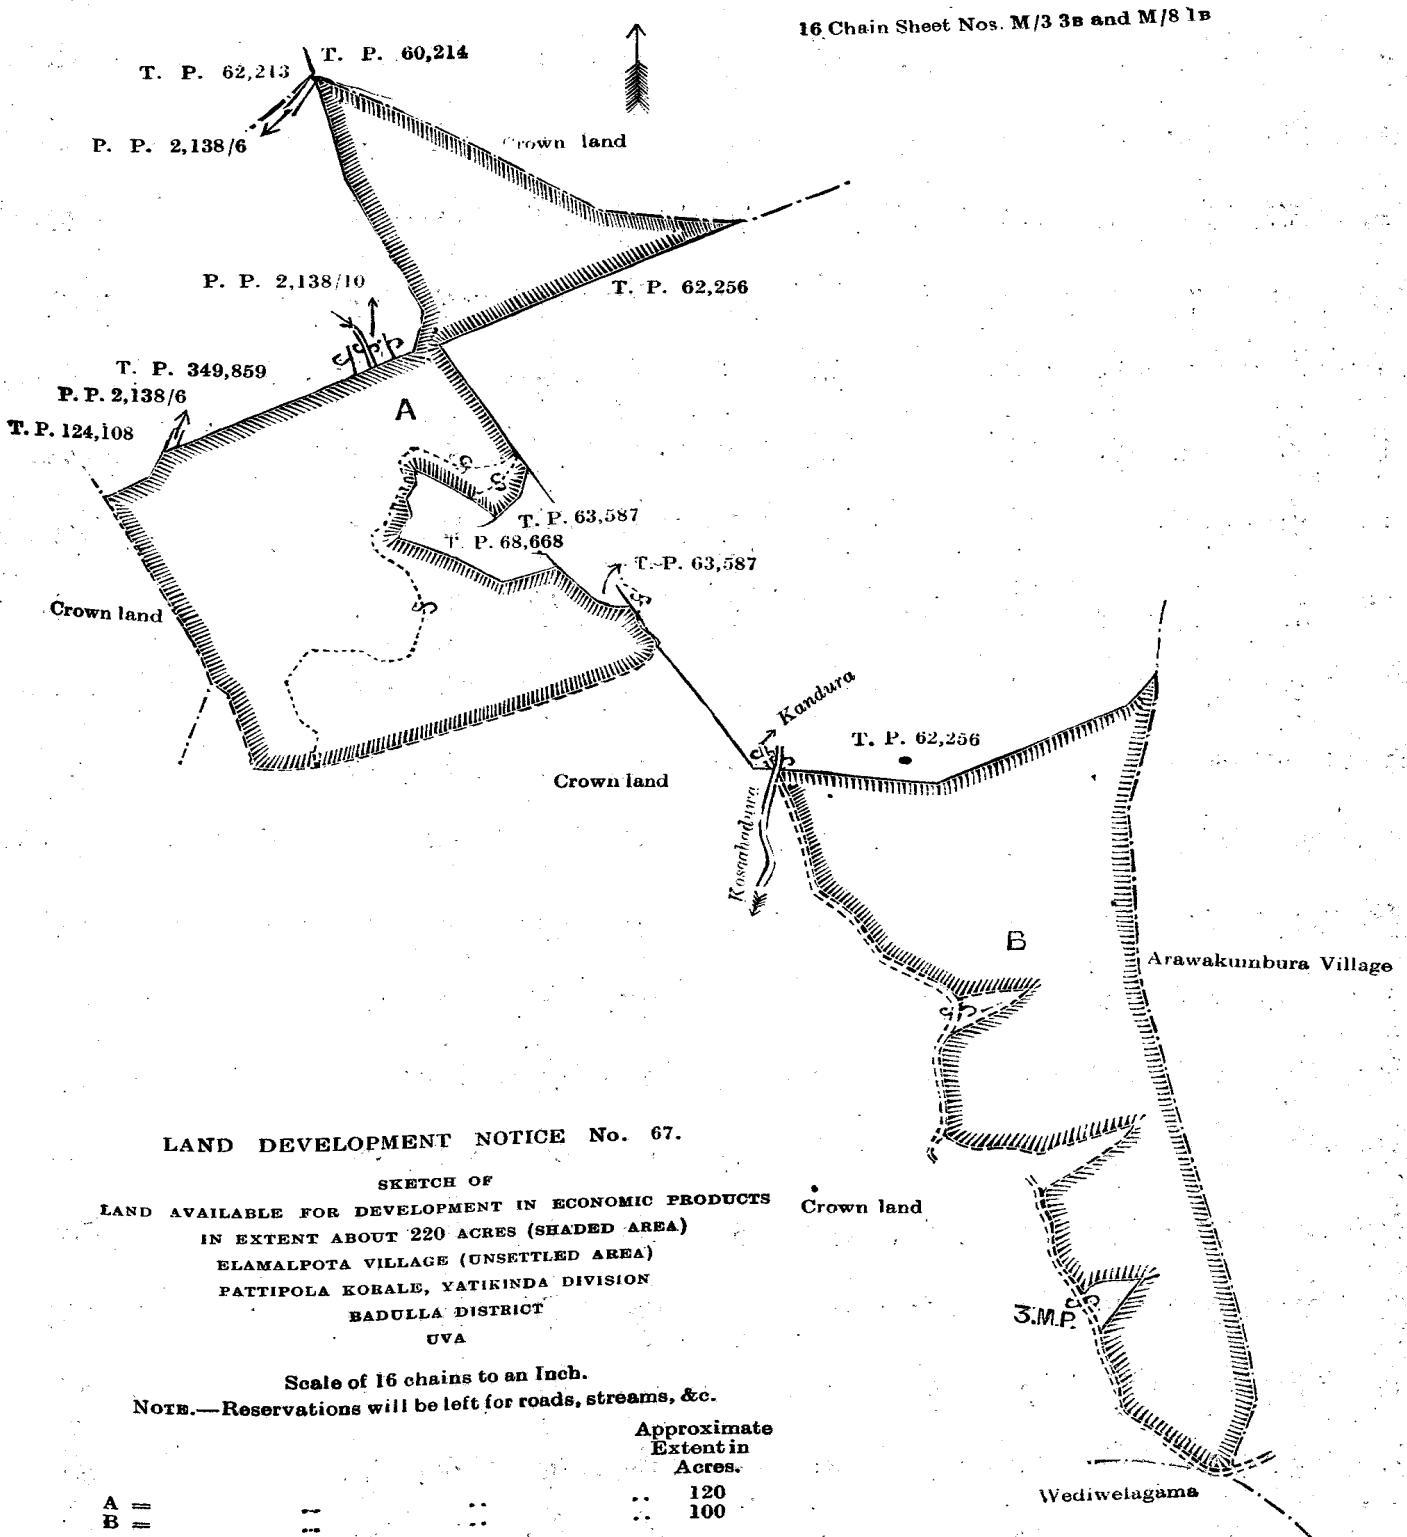 16 Chain Sheet Nos. M/3 3B and M/8 1B
T. P. 60,214
T. P. 62,213
P. P. 2,138/6
Crown land
P. P. 2,138/10
T. P. 62,256
T. P. 349,859
P. P. 2,138/6
T. P. 124,108
A
T. P. 63,587
T. P. 68,668
T. P. 63,587
Crown land
Kandura
T. P. 62,256
Crown land
B
Arawakumbura Village
LAND DEVELOPMENT NOTICE No. 67.
SKETCH OF
LAND AVAILABLE FOR DEVELOPMENT IN ECONOMIC PRODUCTS
IN EXTENT ABOUT 220 ACRES (SHADED AREA)
ELAMALPOTA VILLAGE (UNSETTLED AREA)
PATTIPOLA KORALE, YATIKINDA DIVISION
BADULLA DISTRICT
UVA
Crown land
3.M.P.
Scale of 16 chains to an Inch.
NOTE.—Reservations will be left for roads, streams, &c.
Approximate
Extent in
Acres.
A = .. .. .. 120
B = .. .. .. 100
Wediwelagama